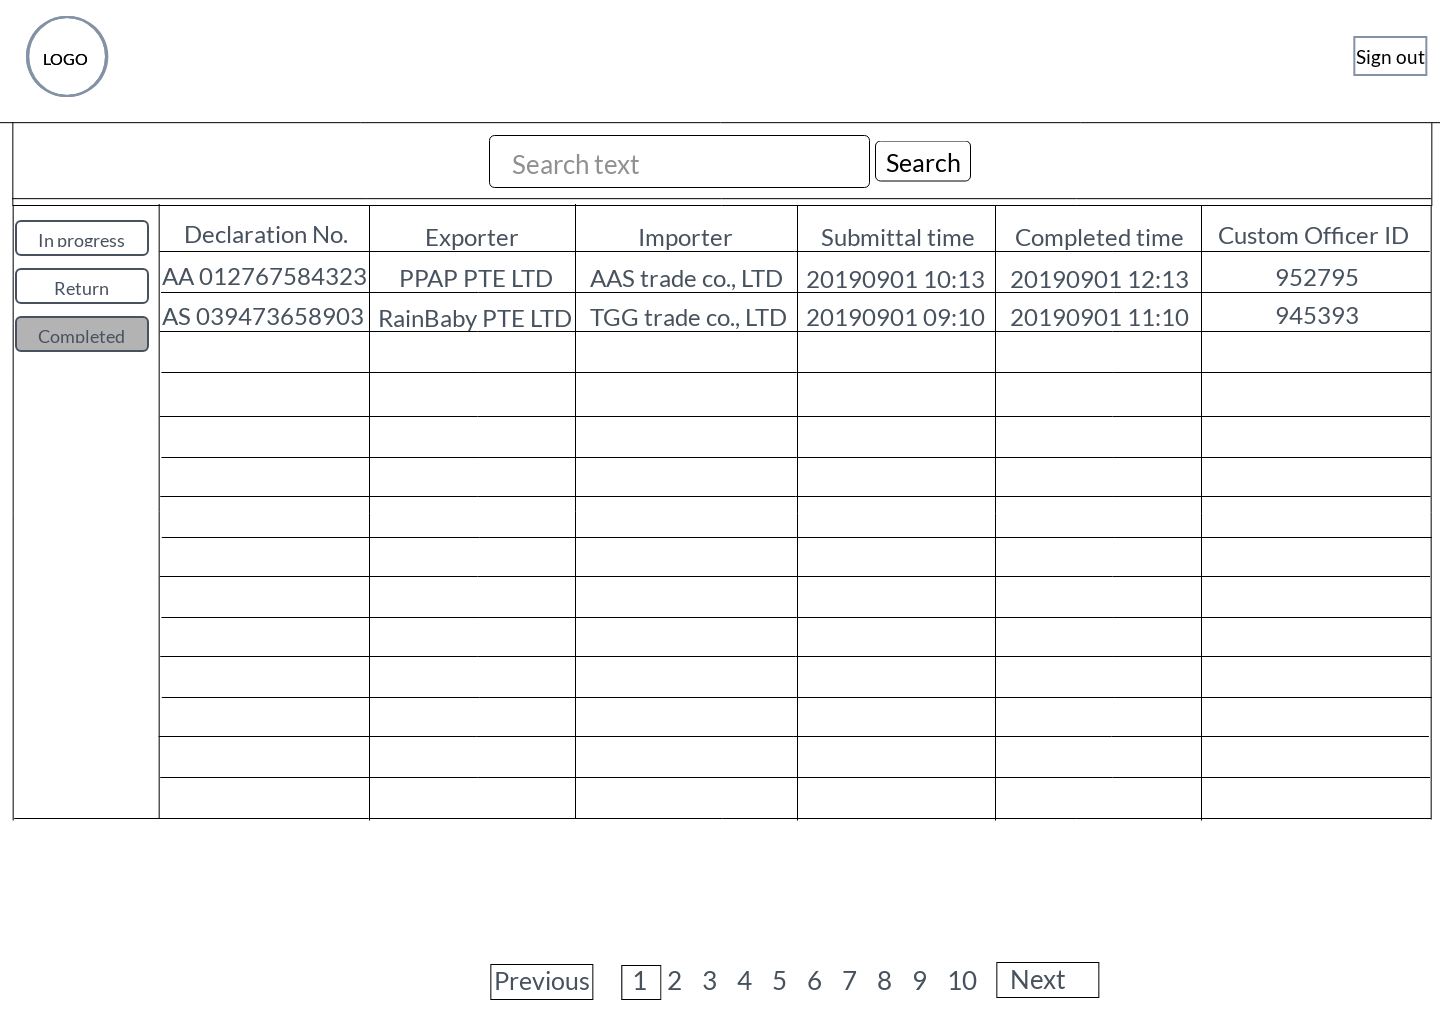 LOGO
Sign out
Search text Search
In progress
Return
Completed
Declaration No. Exporter Importer Submittal time Completed time Custom Officer ID
AA 012767584323 PPAP PTE LTD AAS trade co., LTD 20190901 10:13 20190901 12:13 952795
AS 039473658903 RainBaby PTE LTD TGG trade co., LTD 20190901 09:10 20190901 11:10 945393
Previous 1 2 3 4 5 6 7 8 9 10 Next